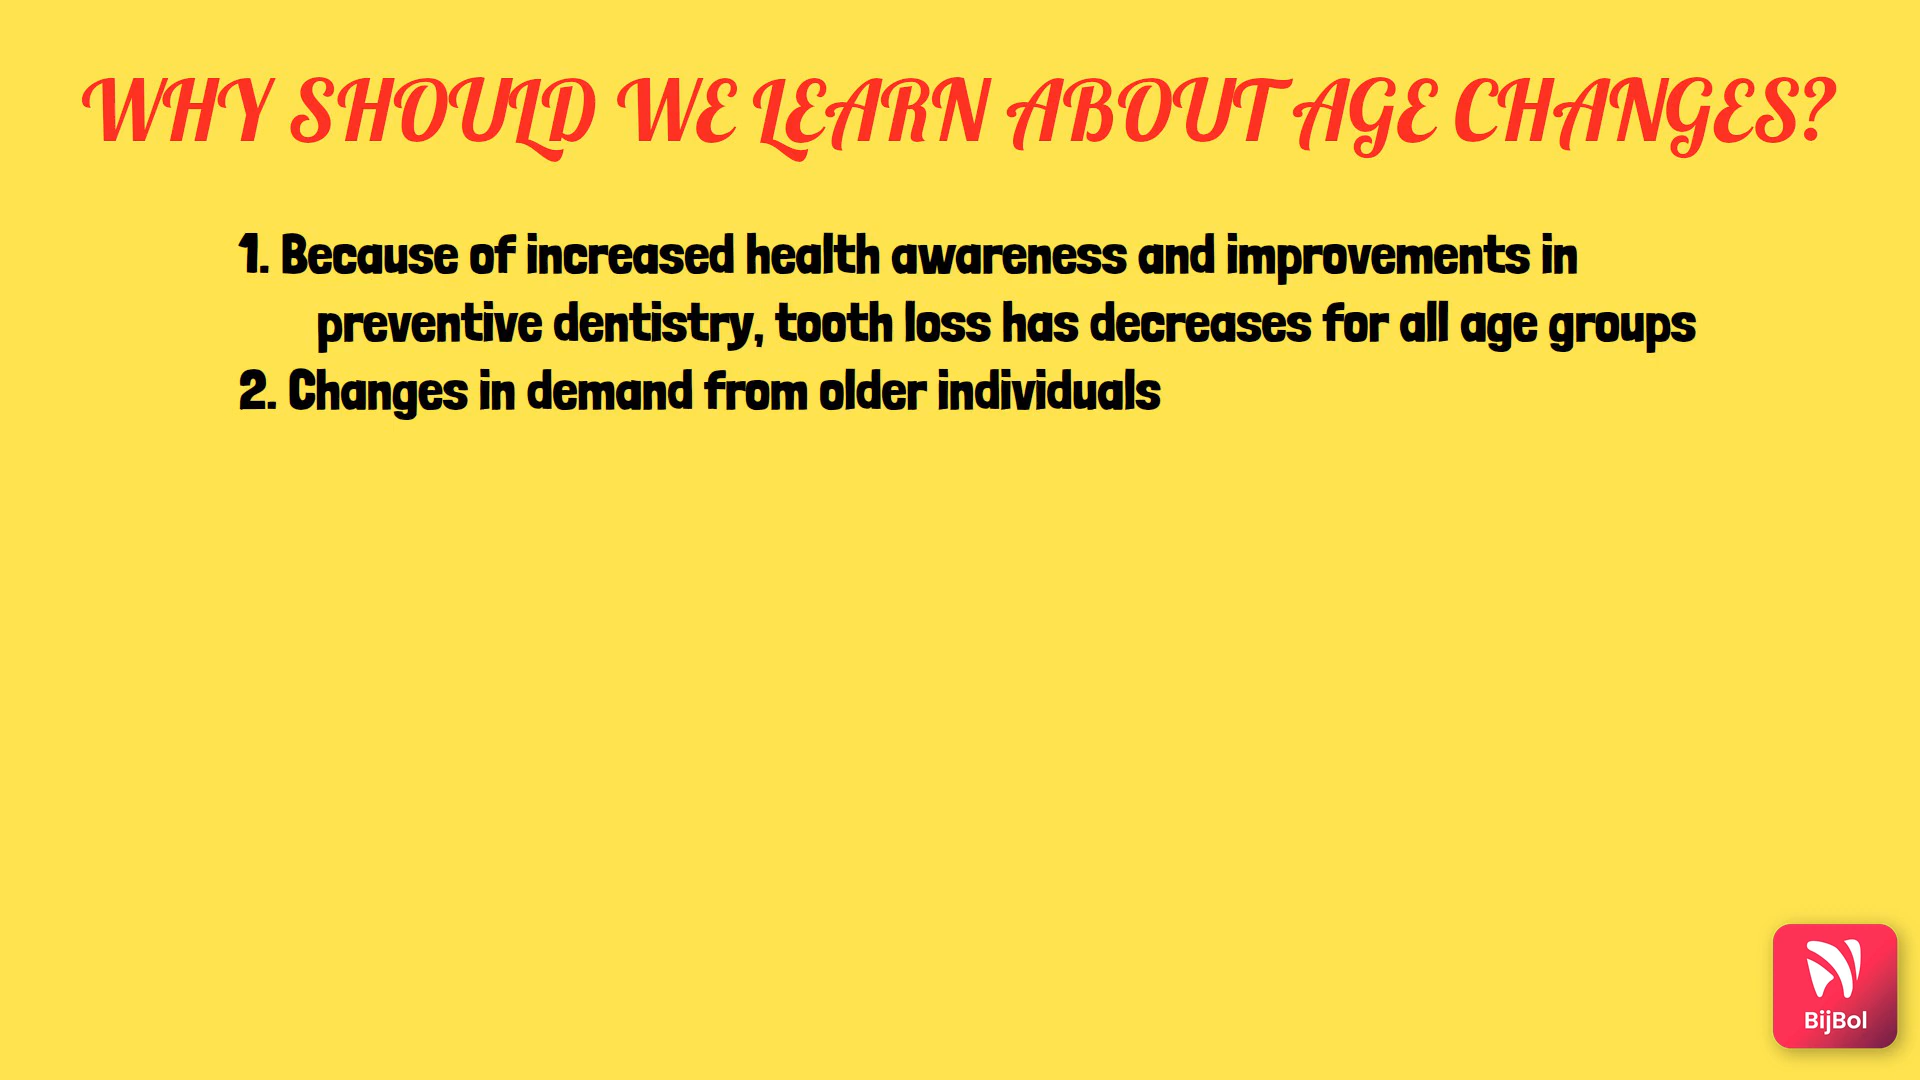 WHY SHOULD WE LEARN ABOUT AGE CHANGES?
1. Because of increased health awareness and improvements in
preventive dentistry, tooth loss has decreases for all age groups
2. Changes in demand from older individuals
BijBol